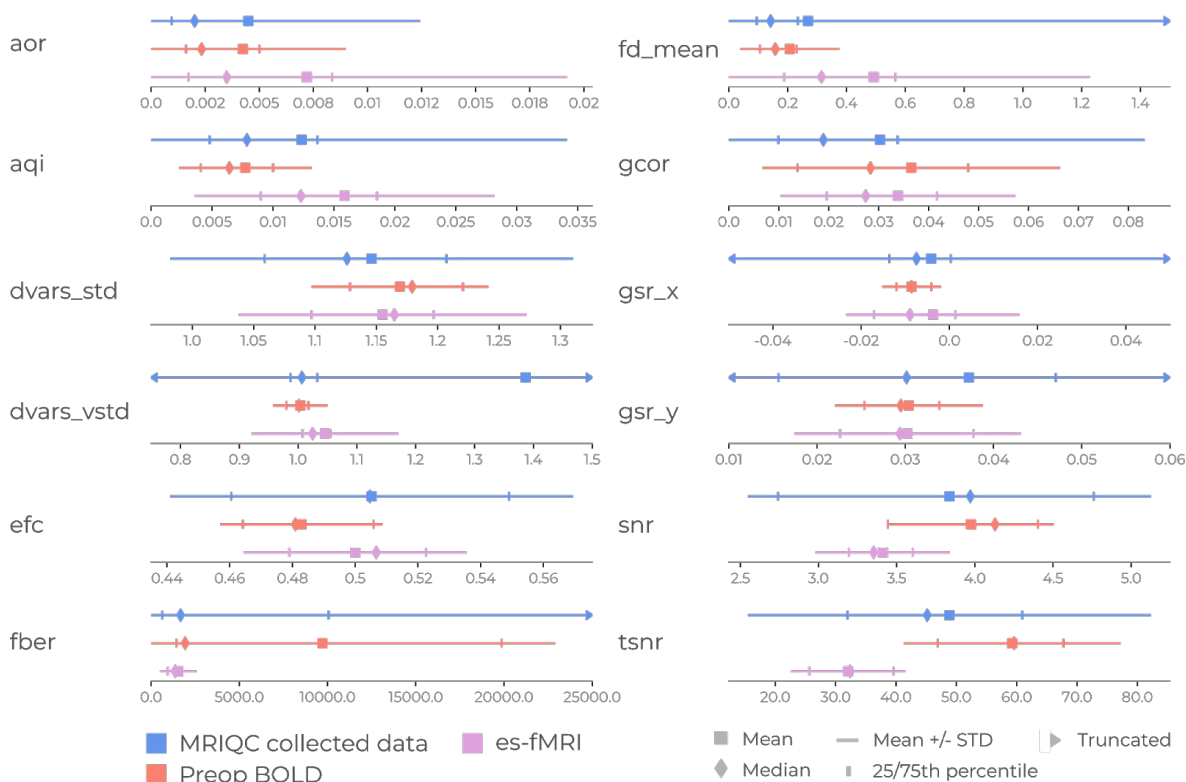 aor
0.0 0.002 0.005 0.008 0.01 0.012 0.015 0.018 0.02
fd_mean
0.0 0.2 0.4 0.6 0.8 1.0 1.2 1.4
aqi
0.0 0.005 0.01 0.015 0.02 0.025 0.03 0.035
gcor
0.0 0.01 0.02 0.03 0.04 0.05 0.06 0.07 0.08
dvars_std
1.0 1.05 1.1 1.15 1.2 1.25 1.3
gsr_x
-0.04 -0.02 0.0 0.02 0.04
dvars_vstd
0.8 0.9 1.0 1.1 1.2 1.3 1.4 1.5
gsr_y
0.01 0.02 0.03 0.04 0.05 0.06
efc
0.44 0.46 0.48 0.5 0.52 0.54 0.56
snr
2.5 3.0 3.5 4.0 4.5 5.0
fber
0.0 5000.0 10000.0 15000.0 20000.0 25000.0
tsnr
20.0 30.0 40.0 50.0 60.0 70.0 80.0
MRIQC collected data es-fMRI
Preop BOLD
Mean Mean +/- STD Truncated
Median 25/75th percentile